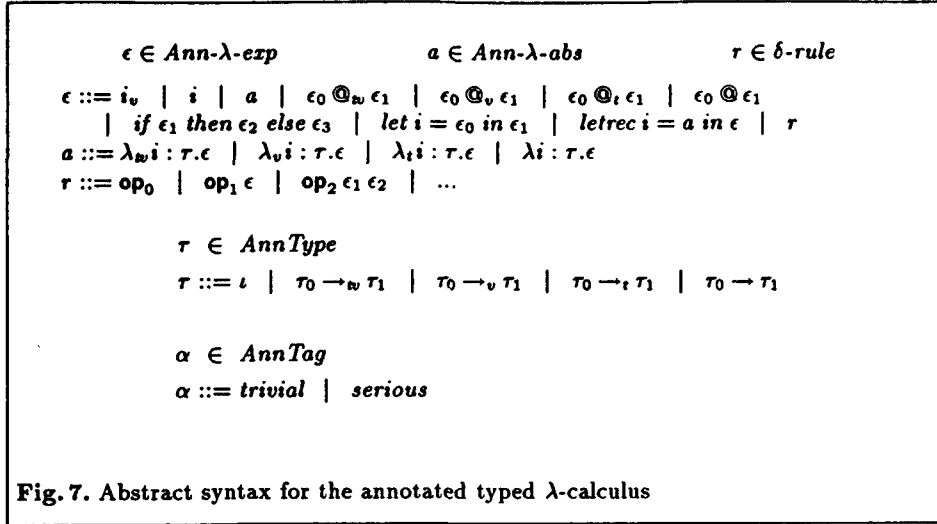 ϵ ∈ Ann-λ-exp a ∈ Ann-λ-abs r ∈ δ-rule
ϵ ::= i_v | i | a | ϵ₀ @_tv ϵ₁ | ϵ₀ @_v ϵ₁ | ϵ₀ @_t ϵ₁ | ϵ₀ @ ϵ₁
| if ϵ₁ then ϵ₂ else ϵ₃ | let i = ϵ₀ in ϵ₁ | letrec i = a in ϵ | r
a ::= λ_tv i : τ.ϵ | λ_v i : τ.ϵ | λ_t i : τ.ϵ | λi : τ.ϵ
r ::= op₀ | op₁ ϵ | op₂ ϵ₁ ϵ₂ | ...
τ ∈ AnnType
τ ::= ι | τ₀ →_tv τ₁ | τ₀ →_v τ₁ | τ₀ →_t τ₁ | τ₀ → τ₁
α ∈ AnnTag
α ::= trivial | serious
Fig. 7. Abstract syntax for the annotated typed λ-calculus